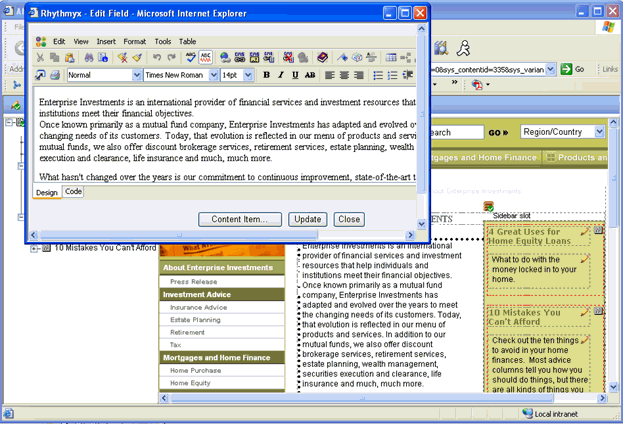 Rhythmyx - Edit Field - Microsoft Internet Explorer
Edit View Insert Format Tools Table
Normal Times New Roman 14pt B I U AB
Enterprise Investments is an international provider of financial services and investment resources that
institutions meet their financial objectives.
Once known primarily as a mutual fund company, Enterprise Investments has adapted and evolved
changing needs of its customers. Today, that evolution is reflected in our menu of products and
mutual funds, we also offer discount brokerage services, retirement services, estate planning, wealth
execution and clearance, life insurance and much, much more.
What hasn't changed over the years is our commitment to continuous improvement, state-of-the-art
Design Code
Content Item... Update Close
Go Links
=0&sys_contentid=335&sys_varian
earch GO » Region/Country
tgages and Home Finance Products an
Sidebar slot
10 Mistakes You Can't Afford
About Enterprise Investments
Press Release
Investment Advice
Insurance Advice
Estate Planning
Retirement
Tax
Mortgages and Home Finance
Home Purchase
Home Equity
ENTS
Enterprise Investments is an international
provider of financial services and investment
resources that help individuals and
institutions meet their financial objectives.
Once known primarily as a mutual fund
company, Enterprise Investments has
adapted and evolved over the years to meet
the changing needs of its customers. Today,
that evolution is reflected in our menu of
products and services. In addition to our
mutual funds, we also offer discount
brokerage services, retirement services,
estate planning, wealth management,
securities execution and clearance, life
insurance and much, much more.
4 Great Uses for
Home Equity Loans
What to do with the
money locked in to your
home.
10 Mistakes You
Can't Afford
Check out the ten things
to avoid in your home
finances. Most advice
columns tell you how you
should do things, but there
are all kinds of things you
Local intranet